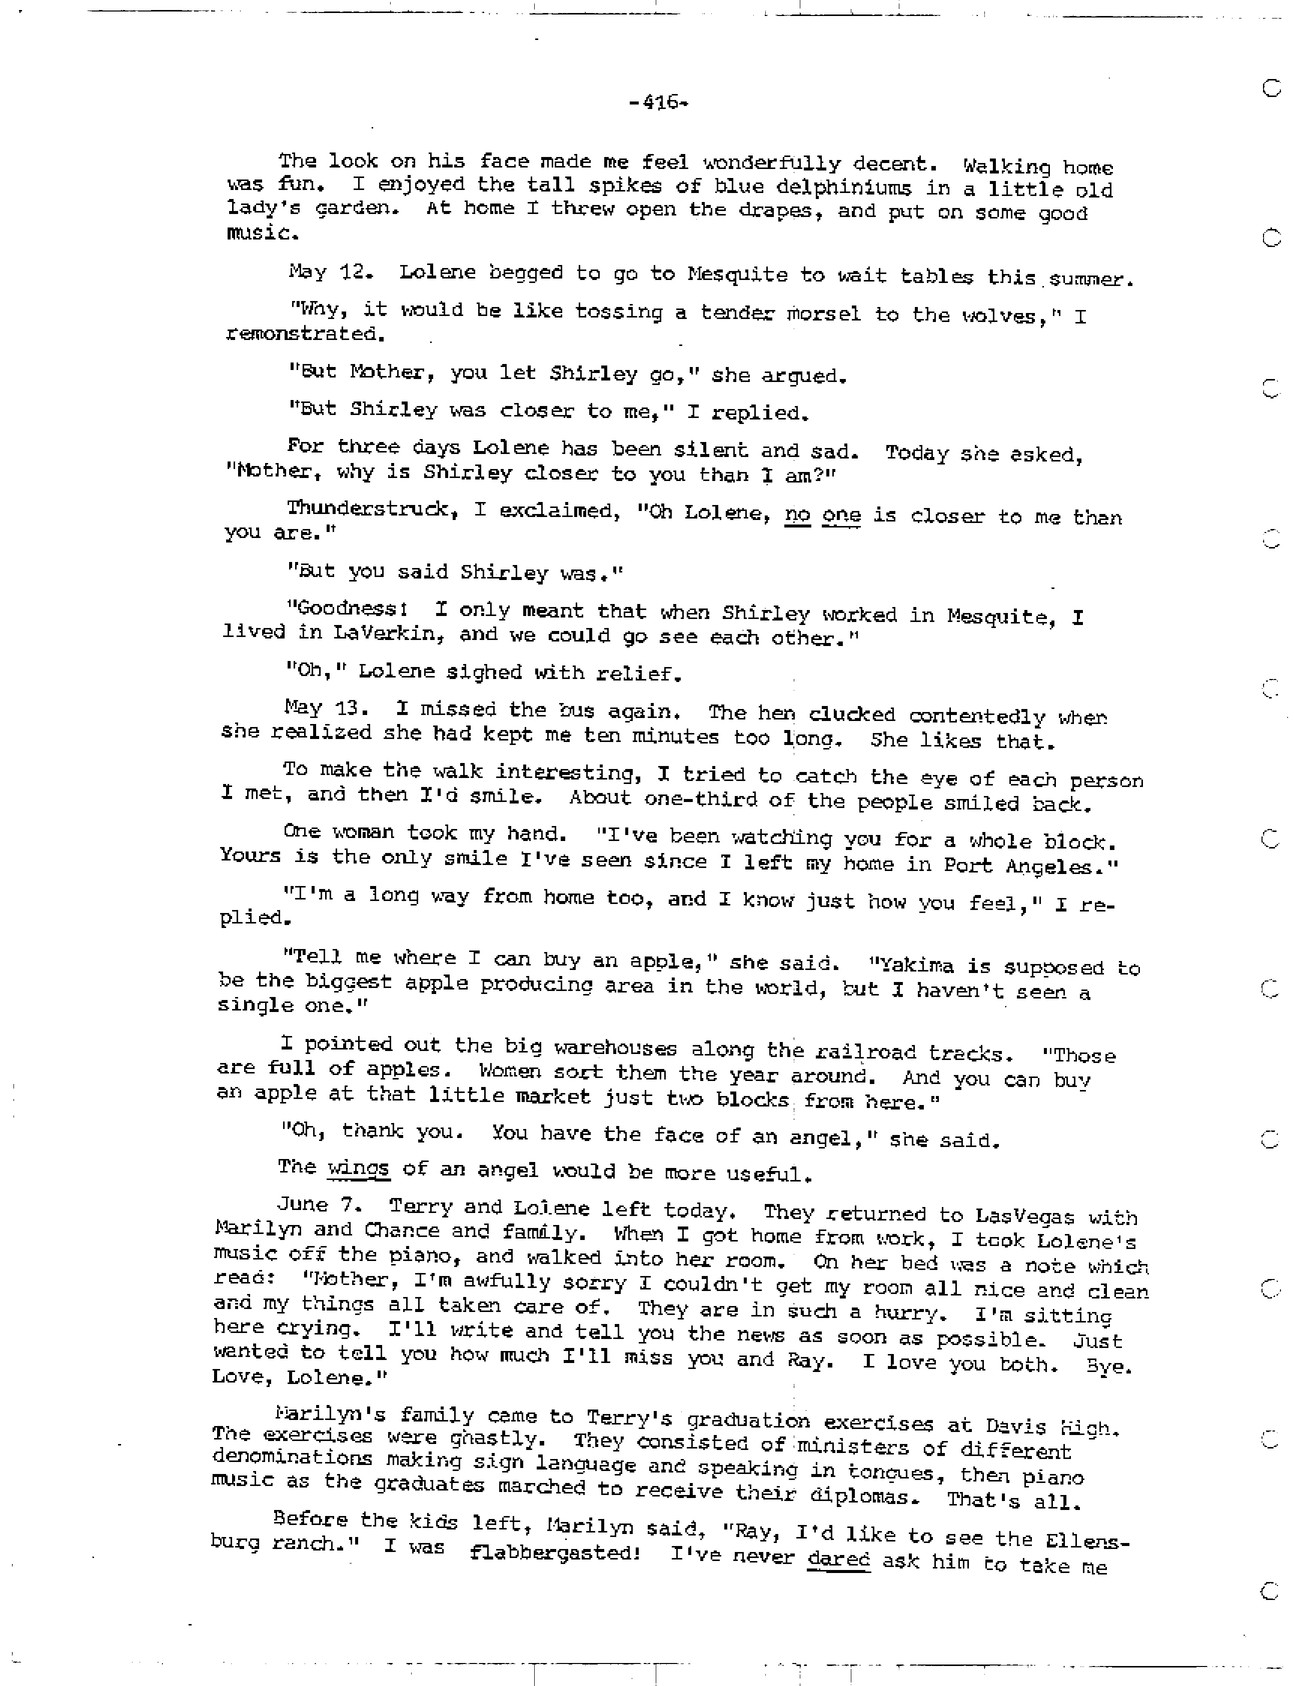 -416-
The look on his face made me feel wonderfully decent. Walking home
was fun. I enjoyed the tall spikes of blue delphiniums in a little old
lady's garden. At home I threw open the drapes, and put on some good
music.
May 12. Lolene begged to go to Mesquite to wait tables this summer.
"Why, it would be like tossing a tender morsel to the wolves," I
remonstrated.
"But Mother, you let Shirley go," she argued.
"But Shirley was closer to me," I replied.
For three days Lolene has been silent and sad. Today she asked,
"Mother, why is Shirley closer to you than I am?"
Thunderstruck, I exclaimed, "Oh Lolene, no one is closer to me than
you are."
"But you said Shirley was."
"Goodness! I only meant that when Shirley worked in Mesquite, I
lived in LaVerkin, and we could go see each other."
"Oh," Lolene sighed with relief.
May 13. I missed the bus again. The hen clucked contentedly when
she realized she had kept me ten minutes too long. She likes that.
To make the walk interesting, I tried to catch the eye of each person
I met, and then I'd smile. About one-third of the people smiled back.
One woman took my hand. "I've been watching you for a whole block.
Yours is the only smile I've seen since I left my home in Port Angeles."
"I'm a long way from home too, and I know just how you feel," I re-
plied.
"Tell me where I can buy an apple," she said. "Yakima is supposed to
be the biggest apple producing area in the world, but I haven't seen a
single one."
I pointed out the big warehouses along the railroad tracks. "Those
are full of apples. Women sort them the year around. And you can buy
an apple at that little market just two blocks from here."
"Oh, thank you. You have the face of an angel," she said.
The wings of an angel would be more useful.
June 7. Terry and Lolene left today. They returned to LasVegas with
Marilyn and Chance and family. When I got home from work, I took Lolene's
music off the piano, and walked into her room. On her bed was a note which
read: "Mother, I'm awfully sorry I couldn't get my room all nice and clean
and my things all taken care of. They are in such a hurry. I'm sitting
here crying. I'll write and tell you the news as soon as possible. Just
wanted to tell you how much I'll miss you and Ray. I love you both. Bye.
Love, Lolene."
Marilyn's family came to Terry's graduation exercises at Davis High.
The exercises were ghastly. They consisted of ministers of different
denominations making sign language and speaking in tongues, then piano
music as the graduates marched to receive their diplomas. That's all.
Before the kids left, Marilyn said, "Ray, I'd like to see the Ellens-
burg ranch." I was flabbergasted! I've never dared ask him to take me